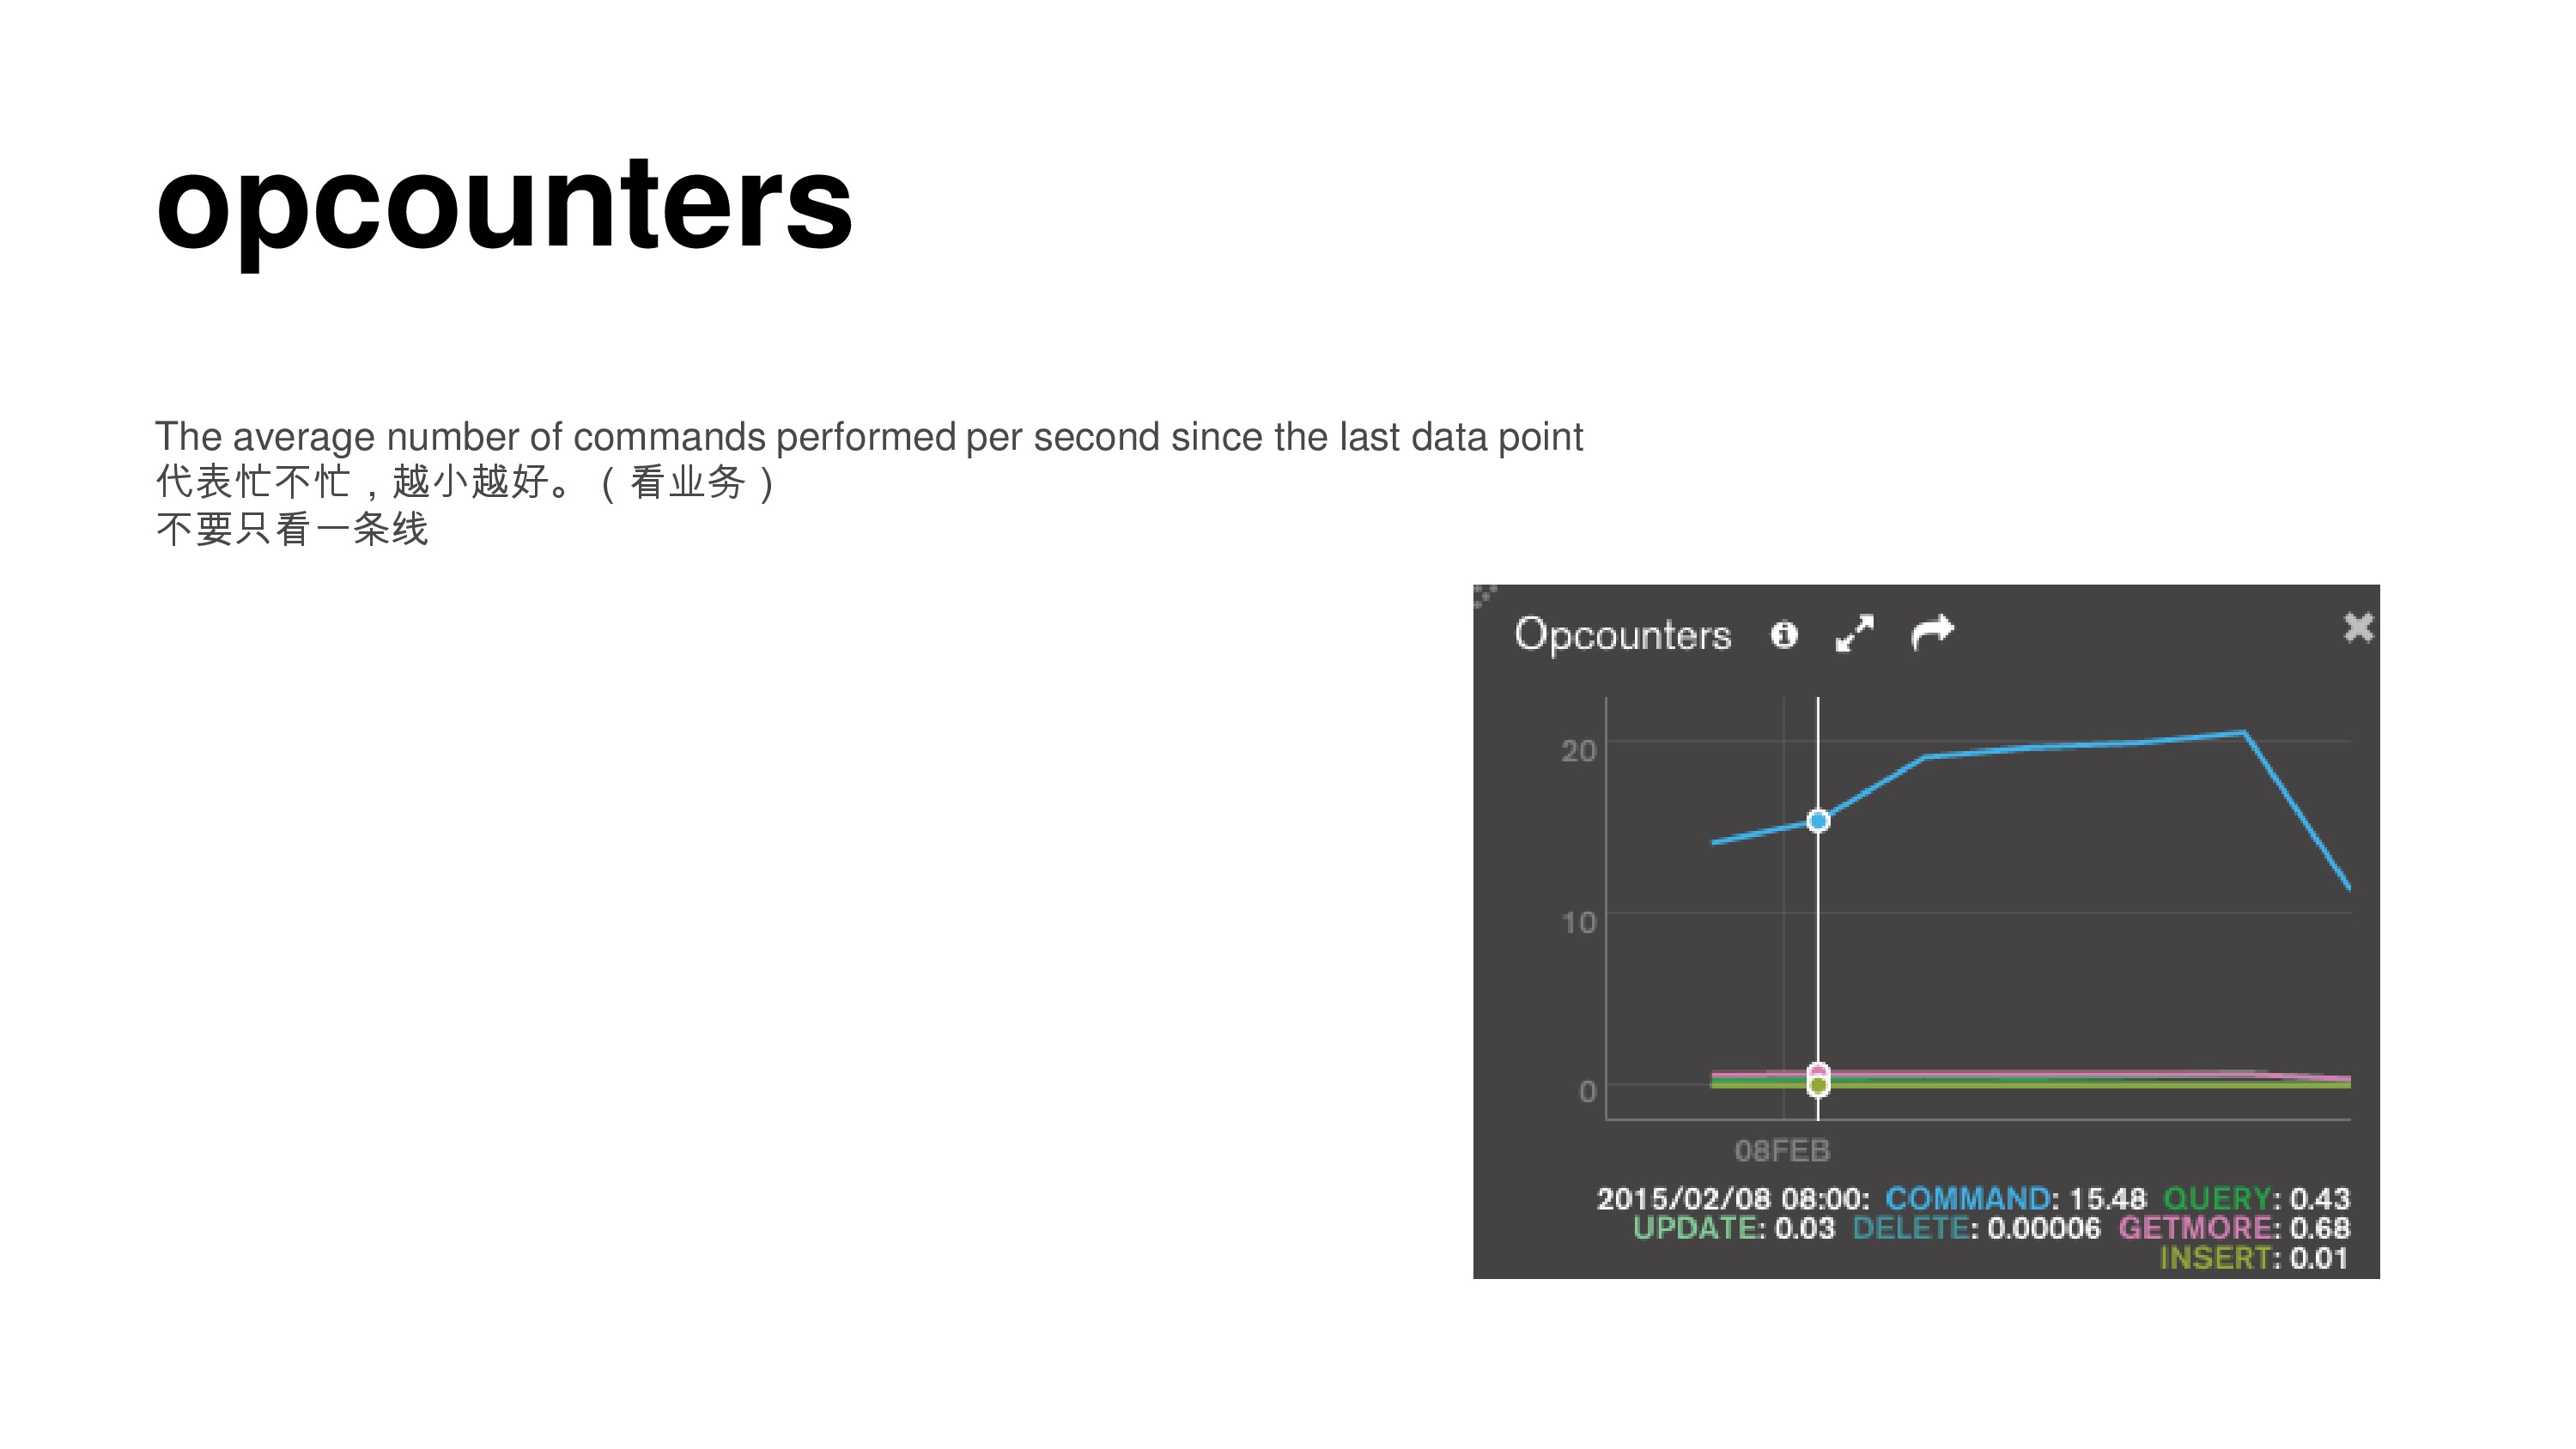 opcounters
The average number of commands performed per second since the last data point
代表忙不忙，越小越好。（看业务）
不要只看一条线
Opcounters
20
10
0
08FEB
2015/02/08 08:00: COMMAND: 15.48 QUERY: 0.43
UPDATE: 0.03 DELETE: 0.00006 GETMORE: 0.68
INSERT: 0.01